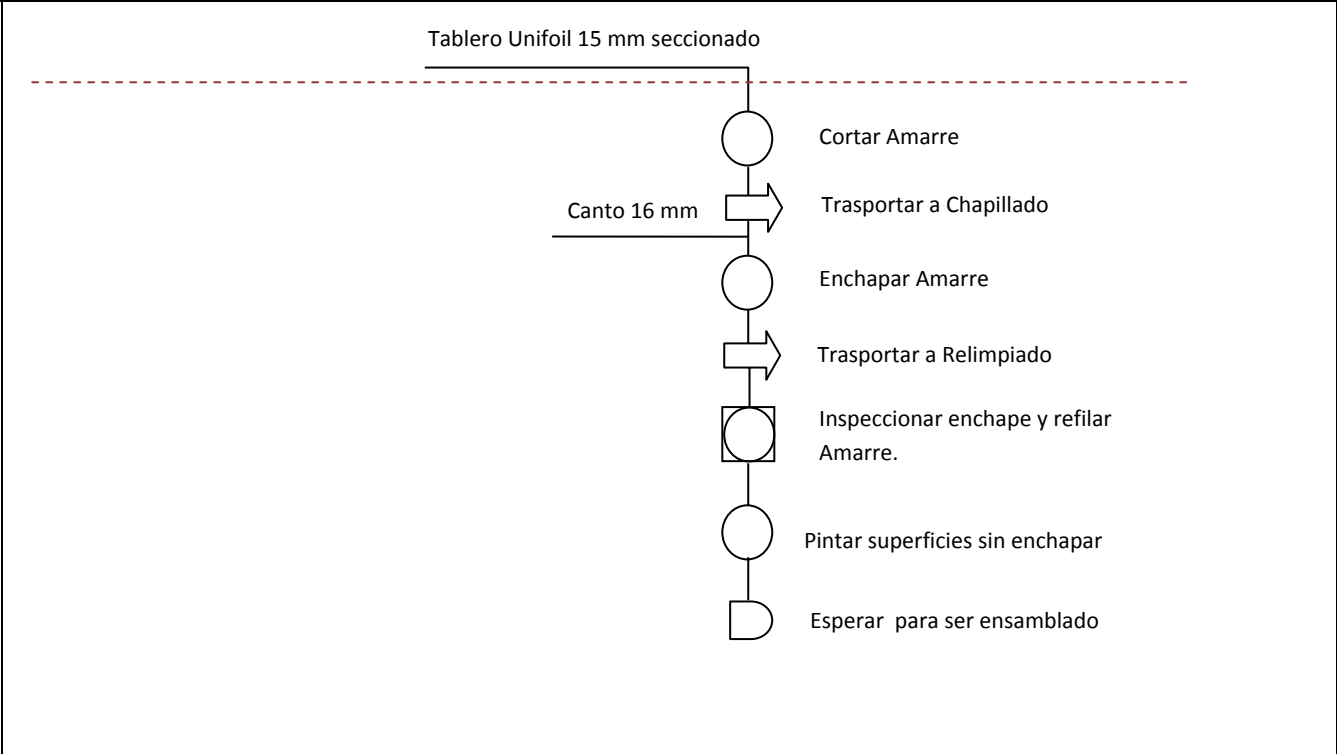 Tablero Unifoil 15 mm seccionado
Cortar Amarre
Trasportar a Chapillado
Canto 16 mm
Enchapar Amarre
Trasportar a Relimpiado
Inspeccionar enchape y refilar
Amarre.
Pintar superficies sin enchapar
Esperar  para ser ensamblado